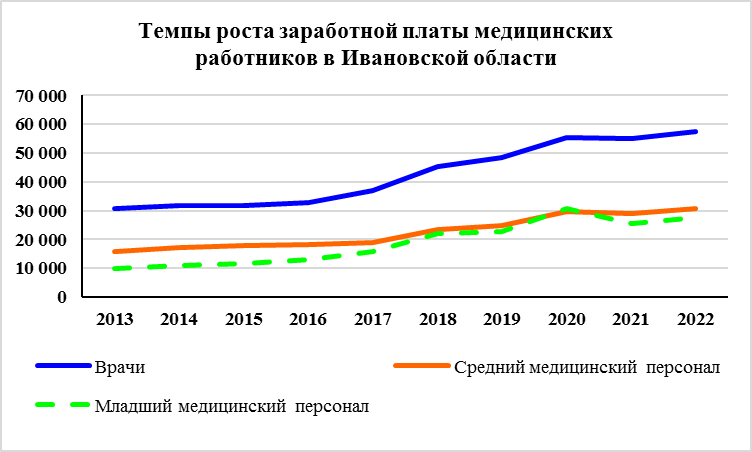 Темпы роста заработной платы медицинских
работников в Ивановской области
70 000
60 000
50 000
40 000
30 000
20 000
10 000
0
2013 2014 2015 2016 2017 2018 2019 2020 2021 2022
Врачи Средний медицинский персонал
Младший медицинский персонал